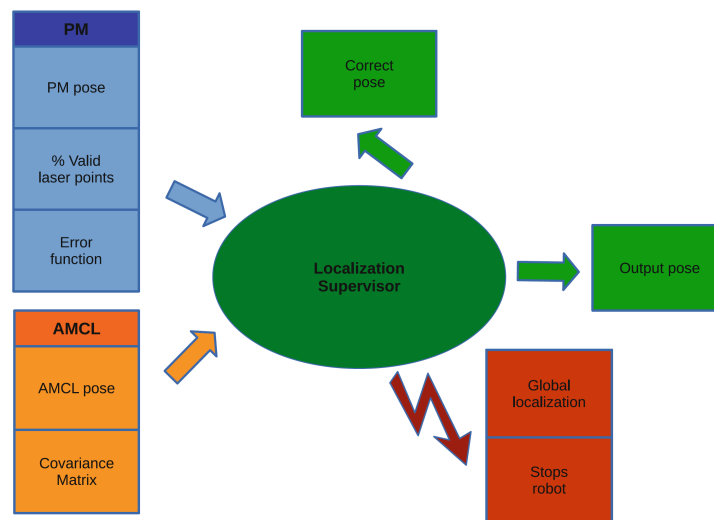 PM
PM pose
% Valid
laser points
Error
function
AMCL
AMCL pose
Covariance
Matrix
Correct
pose
Localization
Supervisor
Output pose
Global
localization
Stops
robot